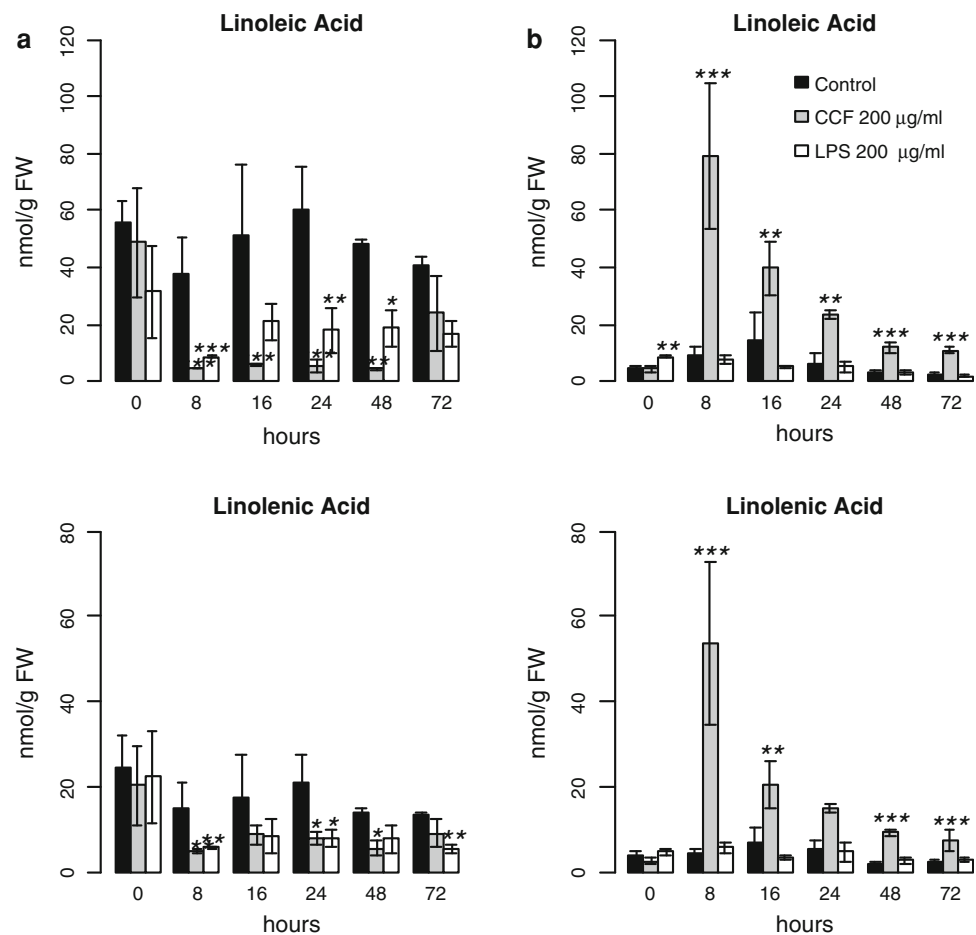 a
Linoleic Acid
120
100
80
60
40
20
0
nmol/g FW
***
**
**
**
**
**
*
0 8 16 24 48 72
hours
b
Linoleic Acid
120
100
80
60
40
20
0
nmol/g FW
Control
CCF 200 µg/ml
LPS 200 µg/ml
**
***
**
**
***
***
0 8 16 24 48 72
hours
Linolenic Acid
80
60
40
20
0
nmol/g FW
**
**
*
*
*
**
0 8 16 24 48 72
hours
Linolenic Acid
80
60
40
20
0
nmol/g FW
***
**
***
***
0 8 16 24 48 72
hours